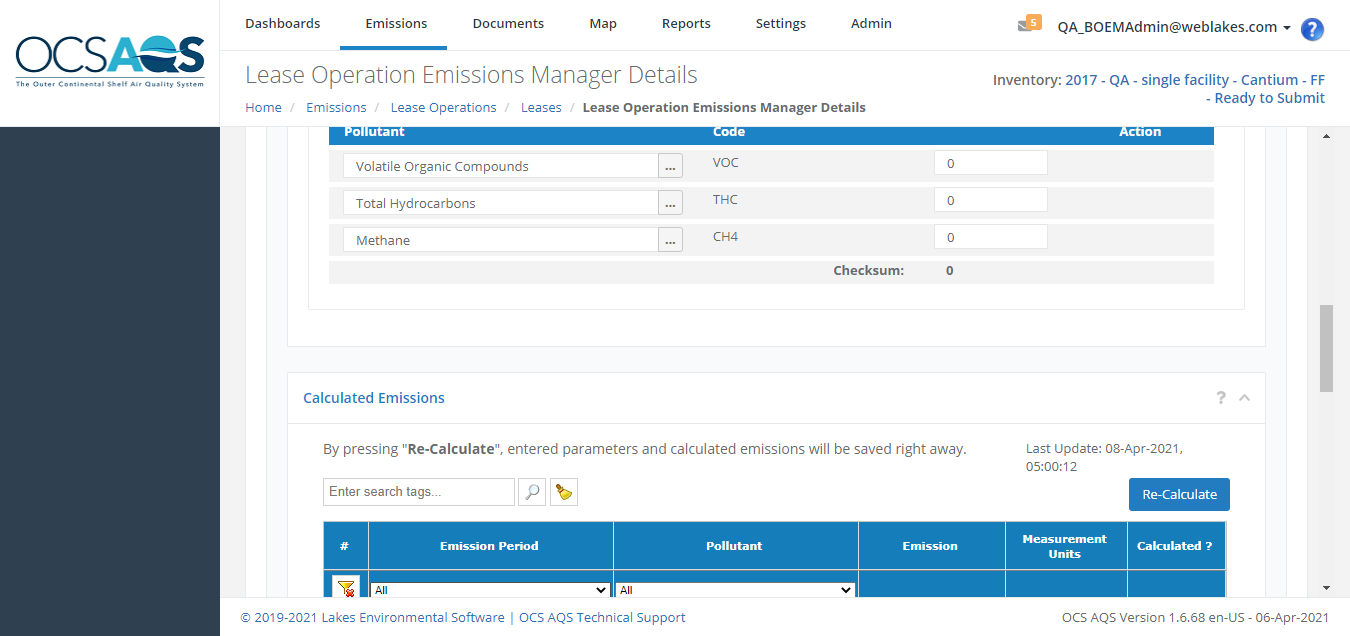 OCSAQS
The Outer Continental Shelf Air Quality System
Dashboards Emissions Documents Map Reports Settings Admin
5 QA_BOEMAdmin@weblakes.com ?
Lease Operation Emissions Manager Details
Home / Emissions / Lease Operations / Leases / Lease Operation Emissions Manager Details
Inventory: 2017 - QA - single facility - Cantium - FF
- Ready to Submit
Pollutant Code Action
Volatile Organic Compounds ... VOC 0
Total Hydrocarbons ... THC 0
Methane ... CH4 0
Checksum: 0
Calculated Emissions ?
By pressing "Re-Calculate", entered parameters and calculated emissions will be saved right away.
Last Update: 08-Apr-2021,
05:00:12
Enter search tags...
Re-Calculate
# Emission Period Pollutant Emission Measurement Units Calculated ?
All All
© 2019-2021 Lakes Environmental Software | OCS AQS Technical Support
OCS AQS Version 1.6.68 en-US - 06-Apr-2021